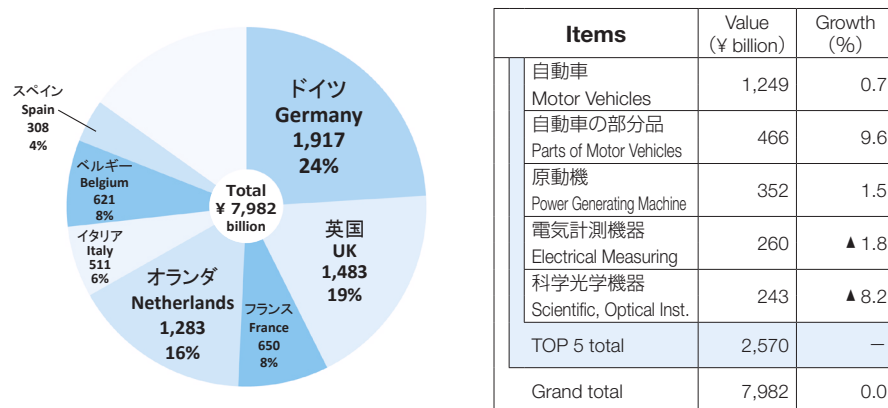 ドイツ
Germany
1,917
24%
英国
UK
1,483
19%
フランス
France
650
8%
オランダ
Netherlands
1,283
16%
イタリア
Italy
511
6%
ベルギー
Belgium
621
8%
スペイン
Spain
308
4%
Total
¥ 7,982
billion
Items Value (¥ billion) Growth (%)
自動車
Motor Vehicles 1,249 0.7
自動車の部分品
Parts of Motor Vehicles 466 9.6
原動機
Power Generating Machine 352 1.5
電気計測機器
Electrical Measuring 260 ▲ 1.8
科学光学機器
Scientific, Optical Inst. 243 ▲ 8.2
TOP 5 total 2,570 －
Grand total 7,982 0.0